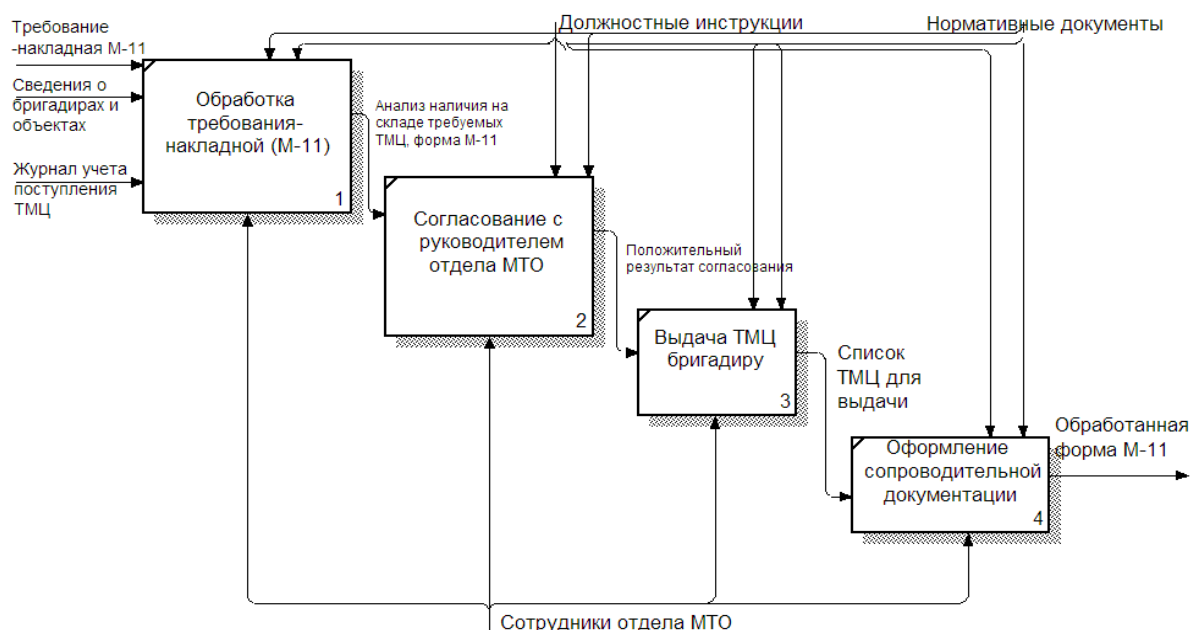 Требование
-накладная М-11
Должностные инструкции
Нормативные документы
Сведения о
бригадирах и
объектах
Журнал учета
поступления
ТМЦ
Обработка
требования-
накладной (М-11)
1
Анализ наличия на
складе требуемых
ТМЦ, форма М-11
Согласование с
руководителем
отдела МТО
2
Положительный
результат согласования
Выдача ТМЦ
бригадиру
3
Список
ТМЦ для
выдачи
Оформление
сопроводительной
документации
4
Обработанная
форма М-11
Сотрудники отдела МТО